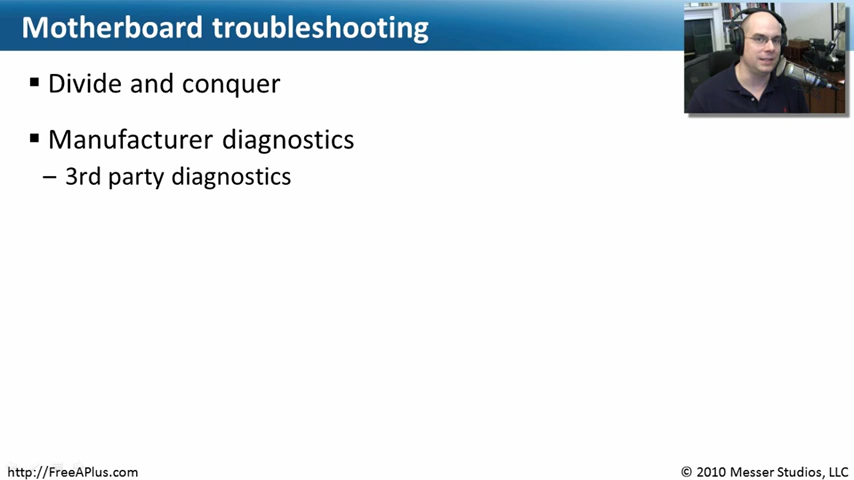 Motherboard troubleshooting
▪ Divide and conquer
▪ Manufacturer diagnostics
– 3rd party diagnostics
http://FreeAPlus.com
© 2010 Messer Studios, LLC